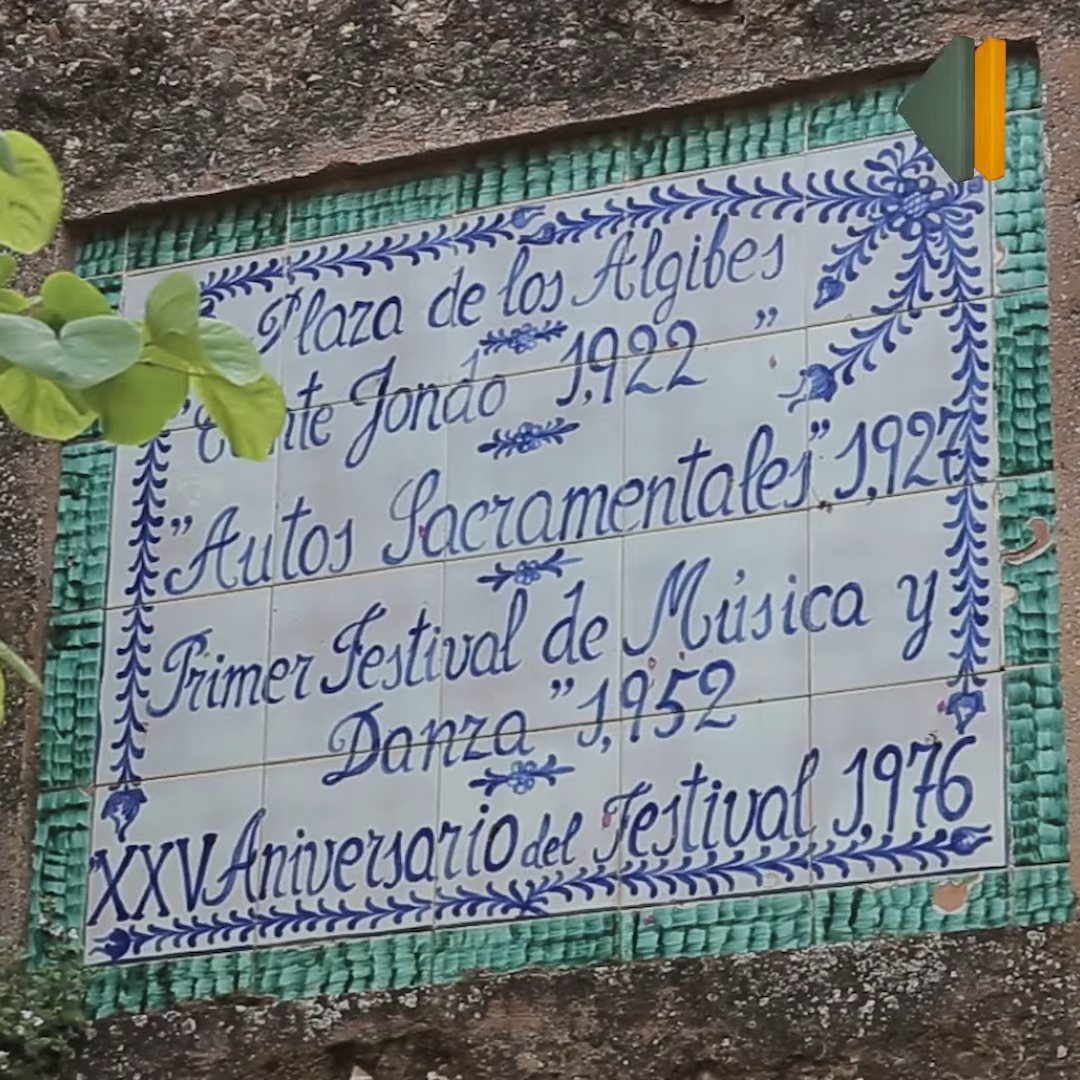 Plaza de los Algibes
Jondo 1,922 ”
”Autos Sacramentales” 1,927
Primer Festival de Música y
Danza ” 1,952
XXV Aniversario del Festival 1,976